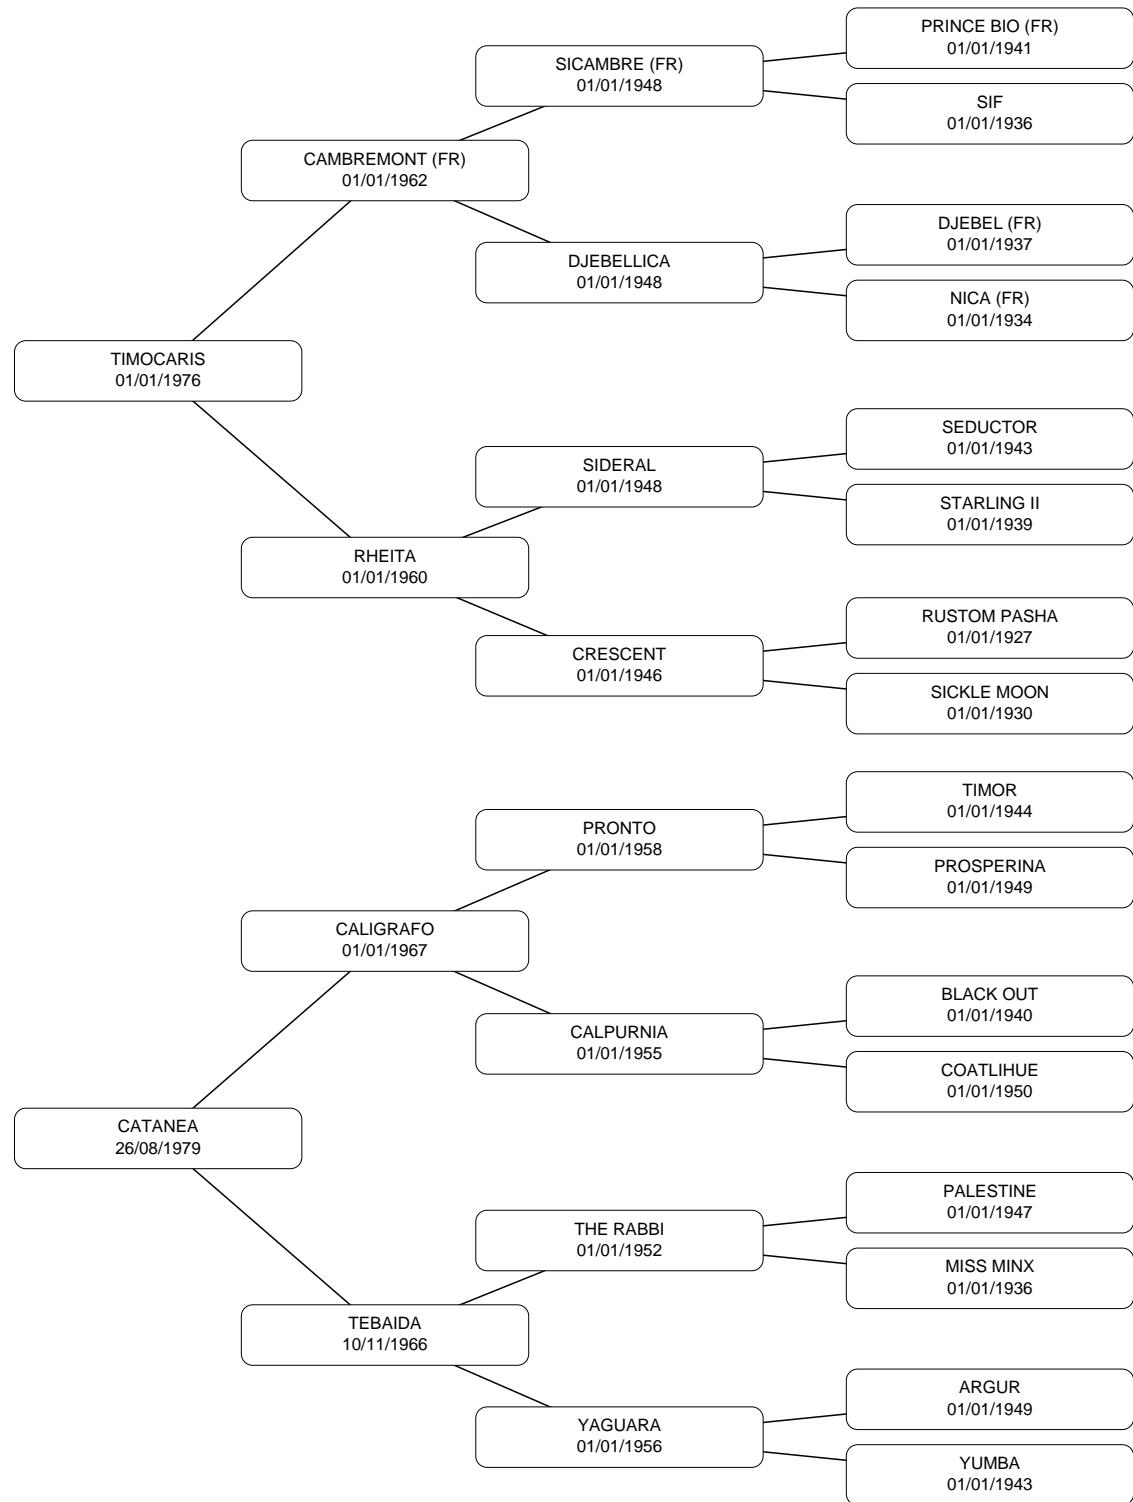 PRINCE BIO (FR)
01/01/1941
SICAMBRE (FR)
01/01/1948
SIF
01/01/1936
CAMBREMONT (FR)
01/01/1962
DJEBEL (FR)
01/01/1937
DJEBELLICA
01/01/1948
NICA (FR)
01/01/1934
TIMOCARIS
01/01/1976
SEDUCTOR
01/01/1943
SIDERAL
01/01/1948
STARLING II
01/01/1939
RHEITA
01/01/1960
RUSTOM PASHA
01/01/1927
CRESCENT
01/01/1946
SICKLE MOON
01/01/1930
TIMOR
01/01/1944
PRONTO
01/01/1958
PROSPERINA
01/01/1949
CALIGRAFO
01/01/1967
BLACK OUT
01/01/1940
CALPURNIA
01/01/1955
COATLIHUE
01/01/1950
CATANEA
26/08/1979
PALESTINE
01/01/1947
THE RABBI
01/01/1952
MISS MINX
01/01/1936
TEBAIDA
10/11/1966
ARGUR
01/01/1949
YAGUARA
01/01/1956
YUMBA
01/01/1943